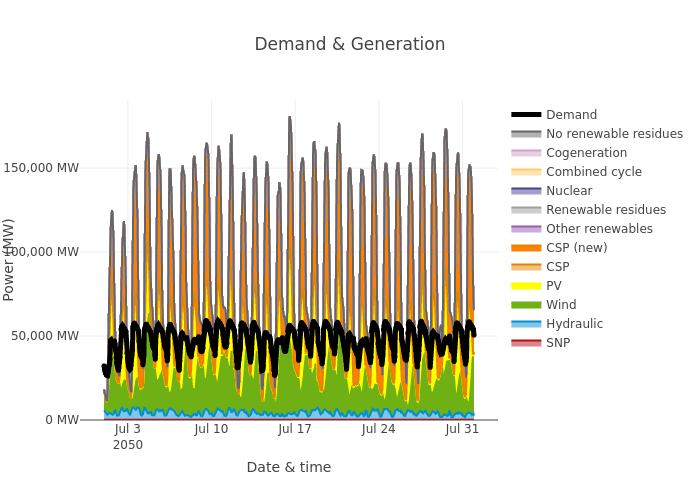 Demand & Generation
Power (MW)
150,000 MW
100,000 MW
50,000 MW
0 MW
Jul 3
2050
Jul 10
Jul 17
Jul 24
Jul 31
Date & time
Demand
No renewable residues
Cogeneration
Combined cycle
Nuclear
Renewable residues
Other renewables
CSP (new)
CSP
PV
Wind
Hydraulic
SNP